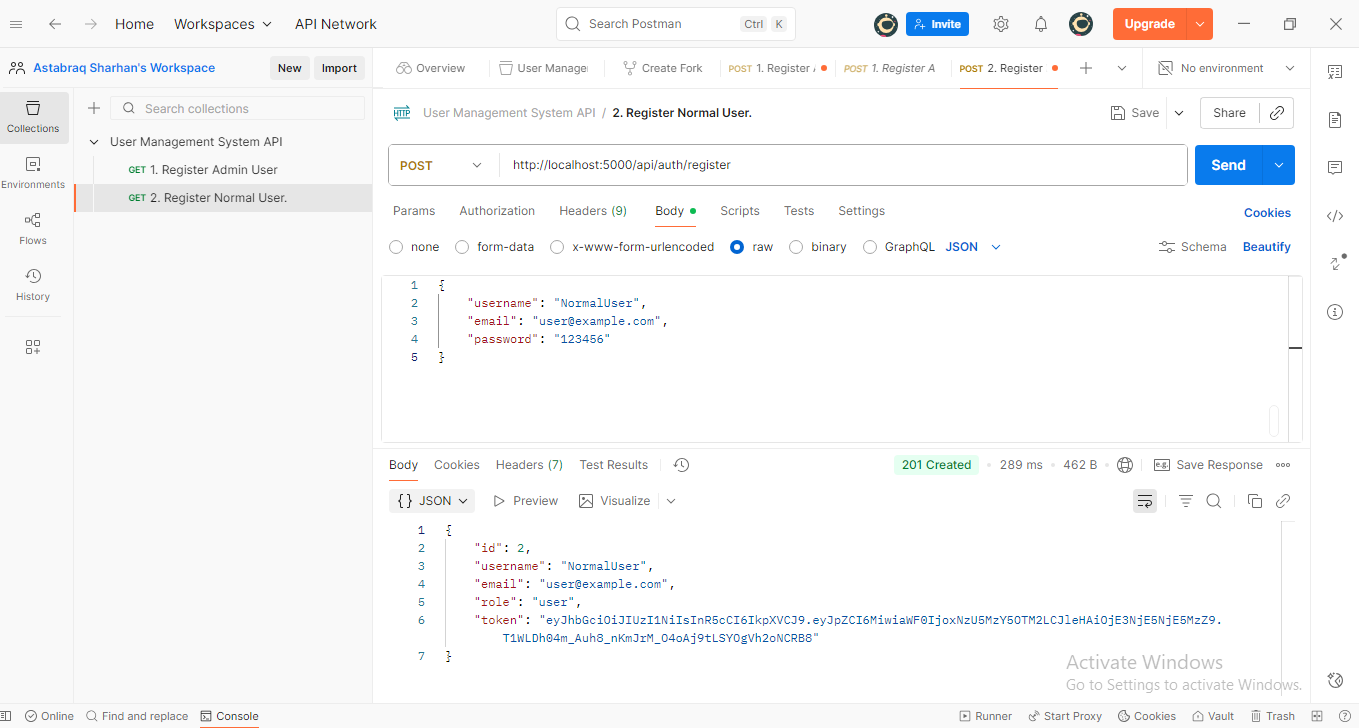 Home Workspaces API Network Search Postman Ctrl K Invite Upgrade
Astabraq Sharhan's Workspace New Import Overview User Manage Create Fork POST 1. Register POST 1. Register A POST 2. Register No environment
Collections
Search collections
User Management System API / 2. Register Normal User. Save Share
User Management System API
GET 1. Register Admin User
GET 2. Register Normal User.
Environments
Flows
History
POST http://localhost:5000/api/auth/register Send
Params Authorization Headers (9) Body Scripts Tests Settings Cookies
none form-data x-www-form-urlencoded raw binary GraphQL JSON Schema Beautify
1 {
2 "username": "NormalUser",
3 "email": "user@example.com",
4 "password": "123456"
5 }
Body Cookies Headers (7) Test Results 201 Created 289 ms 462 B e.g. Save Response
{} JSON Preview Visualize
1 {
2 "id": 2,
3 "username": "NormalUser",
4 "email": "user@example.com",
5 "role": "user",
6 "token": "eyJhbGciOiJIUzI1NiIsInR5cCI6IkpXVCJ9.eyJpZCI6MiwiaWF0IjoxNzU5MzY5OTM2LCJleHAiOjE3NjE5NjE5MzZ9.
T1WLDh04m_Auh8_nKmJrM_O4oAj9tLSYOgVh2oNCRB8"
7 }
Activate Windows
Go to Settings to activate Windows.
Online Find and replace Console Runner Start Proxy Cookies Vault Trash